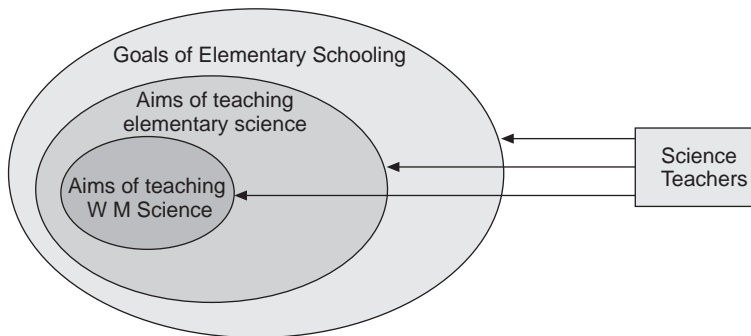 Goals of Elementary Schooling
Aims of teaching
elementary science
Aims of teaching
W M Science
Science
Teachers